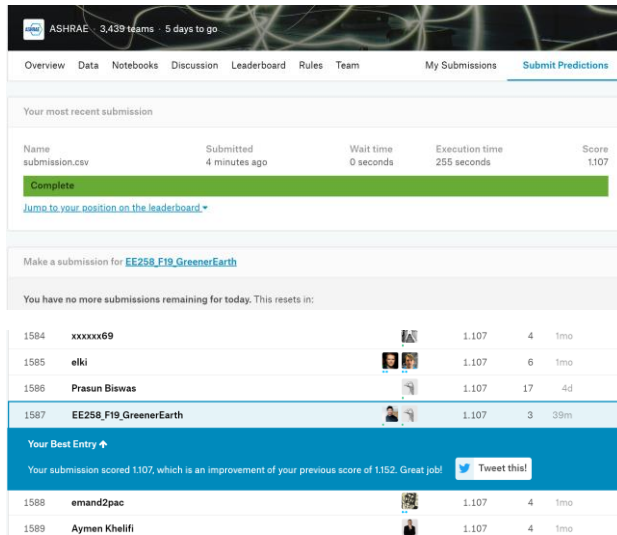 ASHRAE · 3,439 teams · 5 days to go
Overview Data Notebooks Discussion Leaderboard Rules Team My Submissions Submit Predictions
Your most recent submission
Name Submitted Wait time Execution time Score
submission.csv 4 minutes ago 0 seconds 255 seconds 1.107
Complete
Jump to your position on the leaderboard
Make a submission for EE258_F19_GreenerEarth
You have no more submissions remaining for today. This resets in:
1584 xxxxxx69 1.107 4 1mo
1585 elki 1.107 6 1mo
1586 Prasun Biswas 1.107 17 4d
1587 EE258_F19_GreenerEarth 1.107 3 39m
Your Best Entry ↑
Your submission scored 1.107, which is an improvement of your previous score of 1.152. Great job! Tweet this!
1588 emand2pac 1.107 4 1mo
1589 Aymen Khelifi 1.107 4 1mo